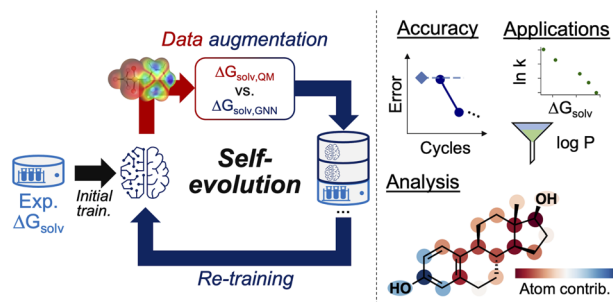 Data augmentation
ΔGsolv,QM
vs.
ΔGsolv,GNN
Self-
evolution
Exp.
ΔGsolv
Initial
train.
...
Re-training
Accuracy
Error
Cycles
Applications
ln k
ΔGsolv
log P
Analysis
OH
HO
Atom contrib.